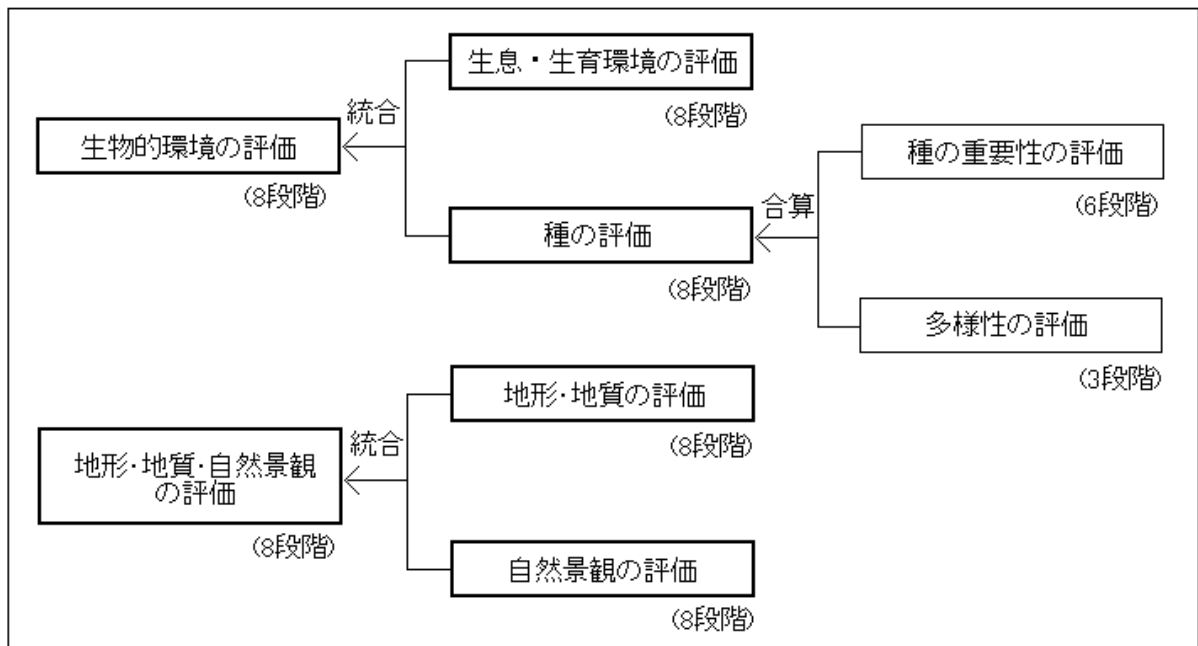 生息・生育環境の評価
(8段階)
統合
生物的環境の評価
(8段階)
種の重要性の評価
(6段階)
合算
種の評価
(8段階)
多様性の評価
(3段階)
地形・地質の評価
(8段階)
統合
地形・地質・自然景観
の評価
(8段階)
自然景観の評価
(8段階)